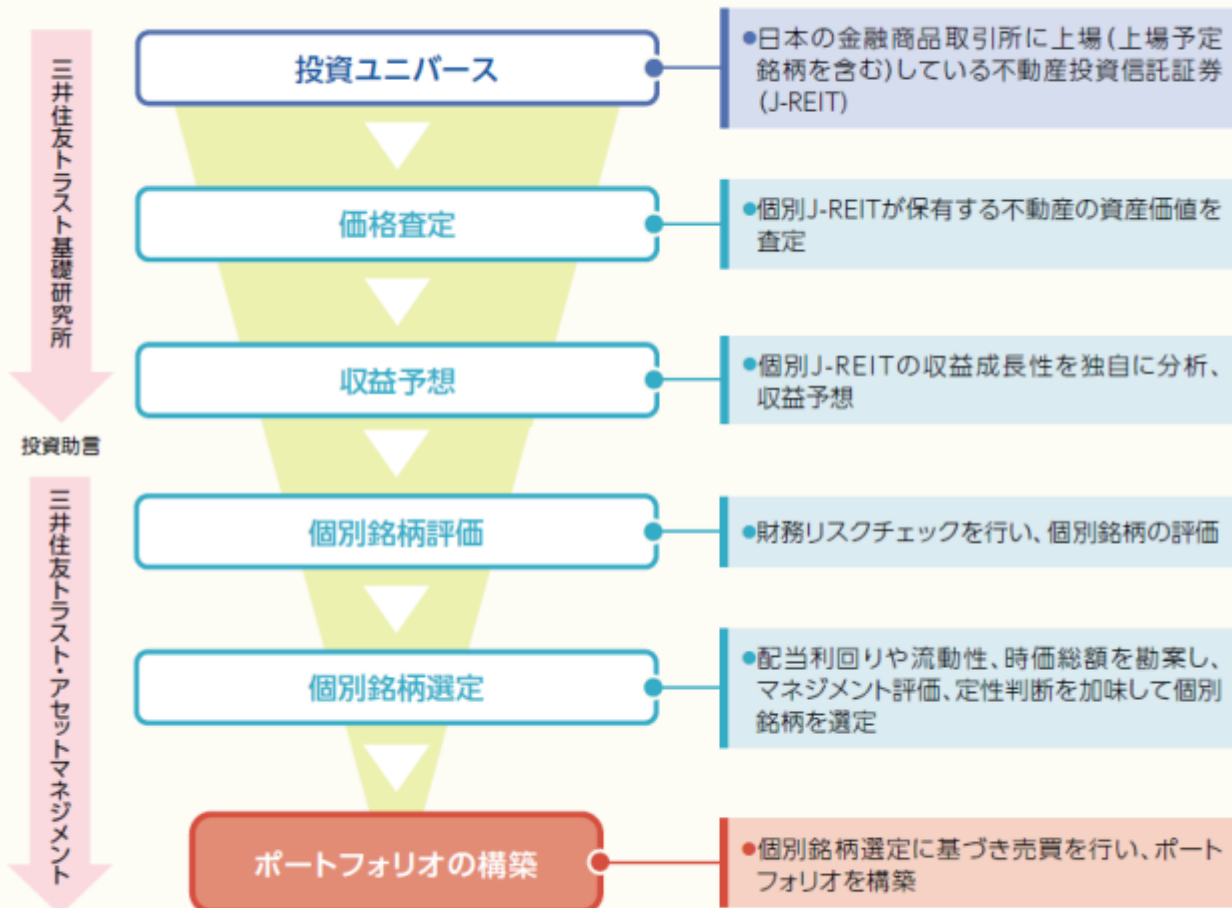 三井住友トラスト基礎研究所
投資助言
三井住友トラスト・アセットマネジメント
投資ユニバース
●日本の金融商品取引所に上場(上場予定
銘柄を含む)している不動産投資信託証券
(J-REIT)
価格査定
●個別J-REITが保有する不動産の資産価値を
査定
収益予想
●個別J-REITの収益成長性を独自に分析、
収益予想
個別銘柄評価
●財務リスクチェックを行い、個別銘柄の評価
個別銘柄選定
●配当利回りや流動性、時価総額を勘案し、
マネジメント評価、定性判断を加味して個別
銘柄を選定
ポートフォリオの構築
●個別銘柄選定に基づき売買を行い、ポート
フォリオを構築